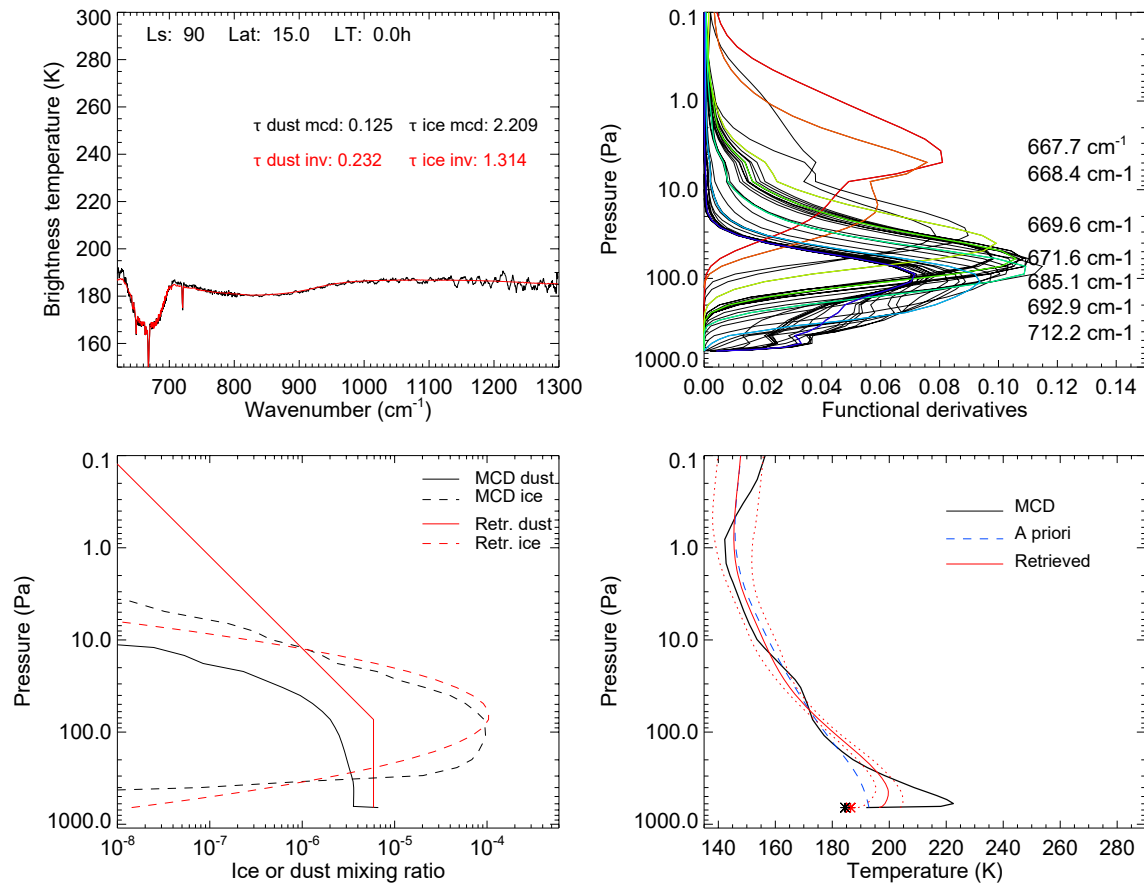 Ls: 90 Lat: 15.0 LT: 0.0h
τ dust mcd: 0.125 τ ice mcd: 2.209
τ dust inv: 0.232 τ ice inv: 1.314
Brightness temperature (K)
300
280
260
240
220
200
180
160
700 800 900 1000 1100 1200 1300
Wavenumber (cm⁻¹)
Pressure (Pa)
0.1
1.0
10.0
100.0
1000.0
667.7 cm⁻¹
668.4 cm-1
669.6 cm-1
671.6 cm-1
685.1 cm-1
692.9 cm-1
712.2 cm-1
0.00 0.02 0.04 0.06 0.08 0.10 0.12 0.14
Functional derivatives
Pressure (Pa)
0.1
1.0
10.0
100.0
1000.0
MCD dust
MCD ice
Retr. dust
Retr. ice
10⁻⁸ 10⁻⁷ 10⁻⁶ 10⁻⁵ 10⁻⁴
Ice or dust mixing ratio
Pressure (Pa)
0.1
1.0
10.0
100.0
1000.0
MCD
A priori
Retrieved
140 160 180 200 220 240 260 280
Temperature (K)